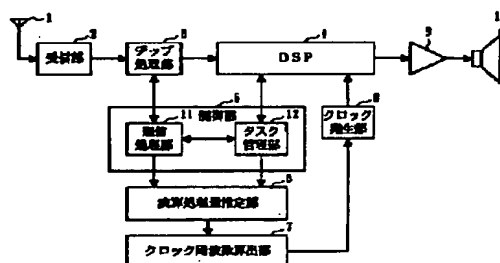 1
受信部
2
チップ
処理部
3
DSP
4
9
制御部
5
通信
処理部
11
タスク
管理部
12
クロック
発生部
8
演算処理量推定部
6
クロック周波数算出部
7